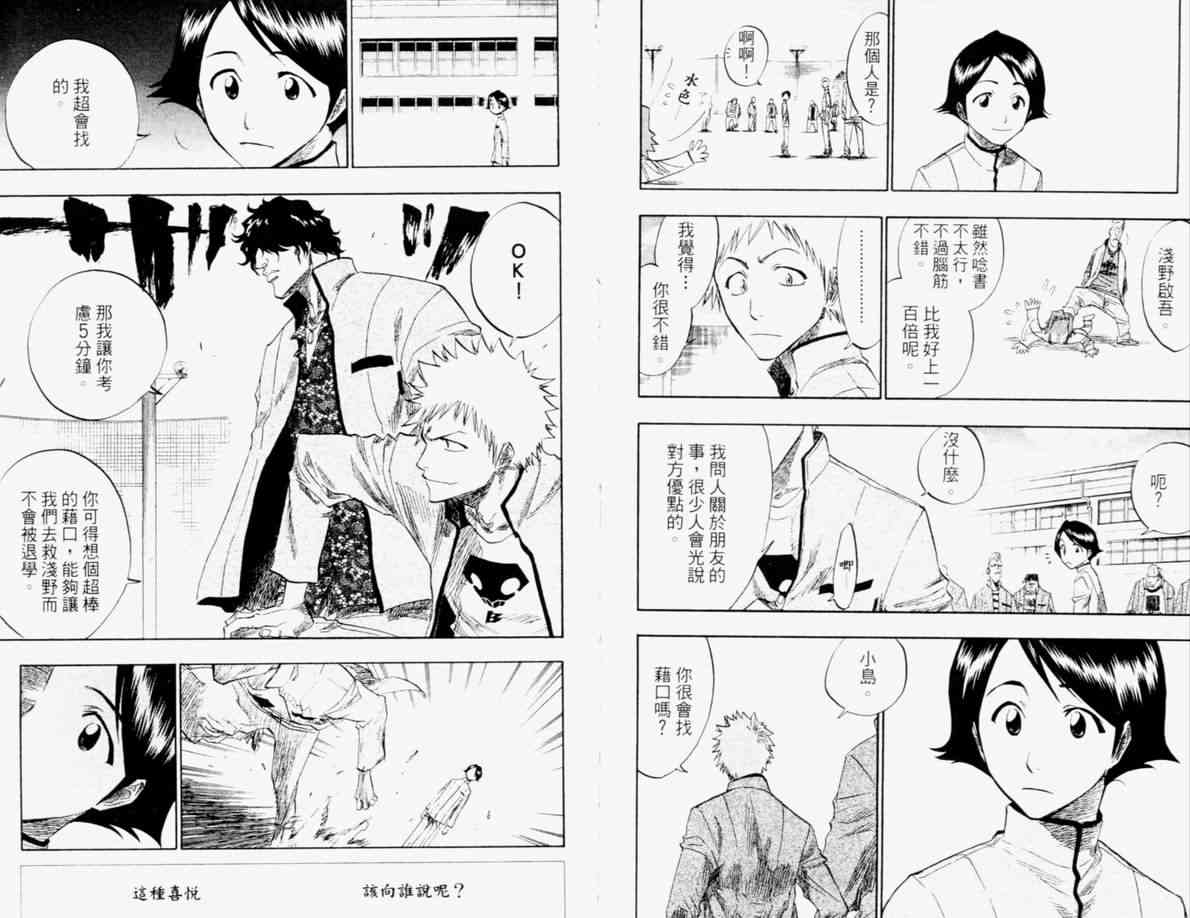 那個人是？
啊啊！
水色
淺野啟吾。
雖然唸書
不太行，
不過腦筋
不錯。
比我好上一
百倍呢。
…………
我覺得…
你很不錯。
呃？
沒什麼。
唧
我問人關於朋友的
事，很少人會光說
對方優點的。
小島。
你很會找
藉口嗎？
我超會找
的。
OK！
那我讓你考
慮5分鐘。
你可得想個超棒
的藉口，能夠讓
我們去救淺野而
不會被退學。
該向誰說呢？
這種喜悅